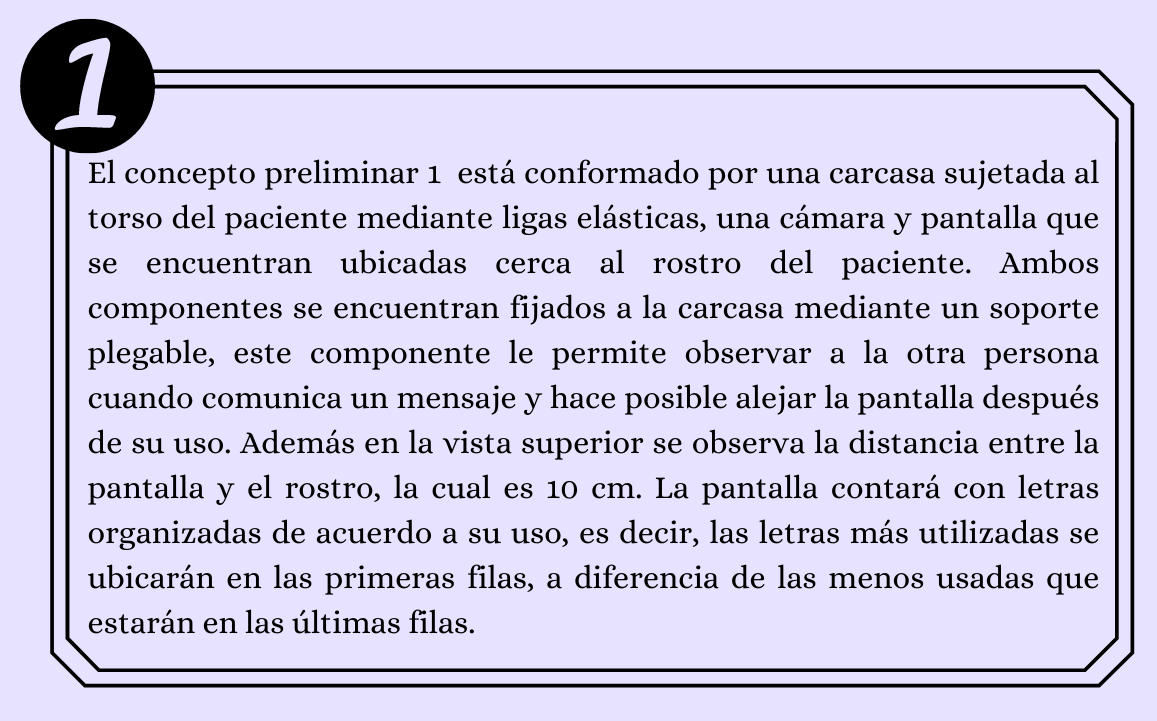 1
El concepto preliminar 1 está conformado por una carcasa sujetada al
torso del paciente mediante ligas elásticas, una cámara y pantalla que
se encuentran ubicadas cerca al rostro del paciente. Ambos
componentes se encuentran fijados a la carcasa mediante un soporte
plegable, este componente le permite observar a la otra persona
cuando comunica un mensaje y hace posible alejar la pantalla después
de su uso. Además en la vista superior se observa la distancia entre la
pantalla y el rostro, la cual es 10 cm. La pantalla contará con letras
organizadas de acuerdo a su uso, es decir, las letras más utilizadas se
ubicarán en las primeras filas, a diferencia de las menos usadas que
estarán en las últimas filas.